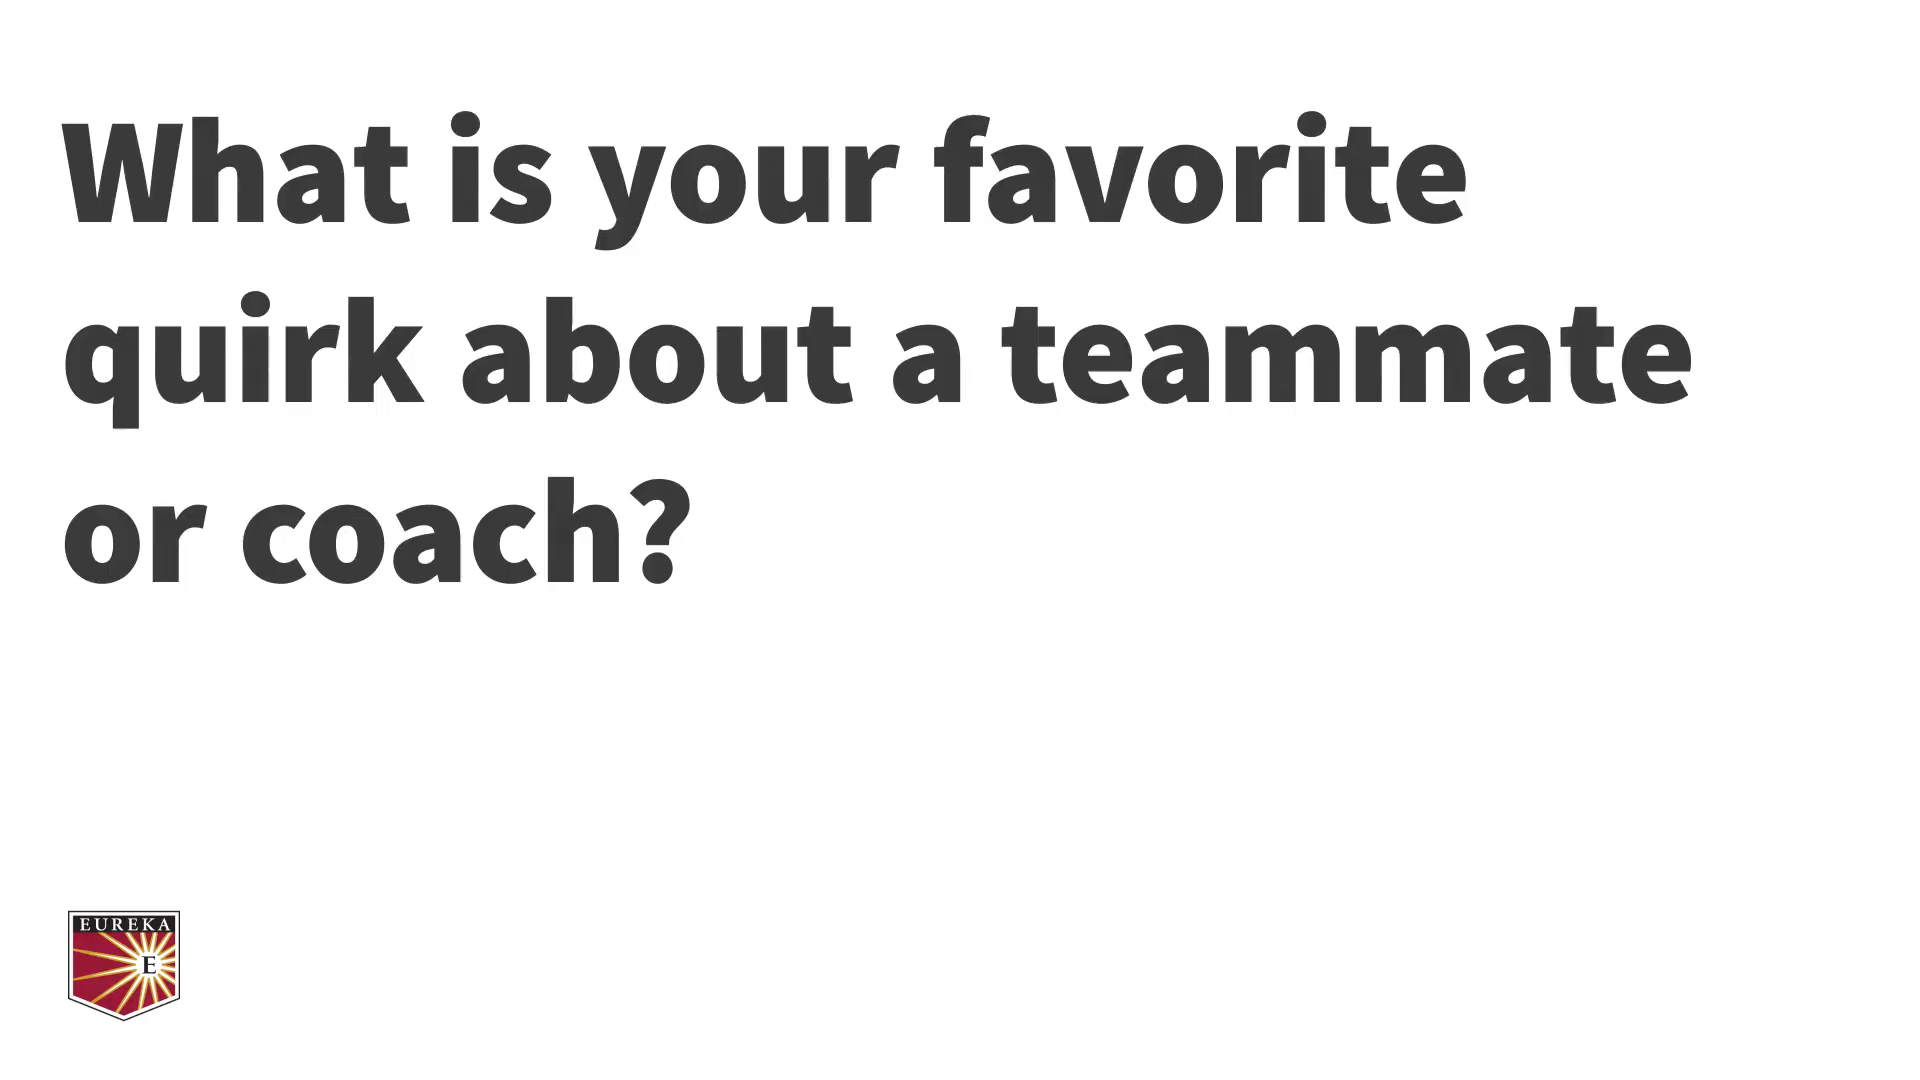 What is your favorite
quirk about a teammate
or coach?
EUREKA
E